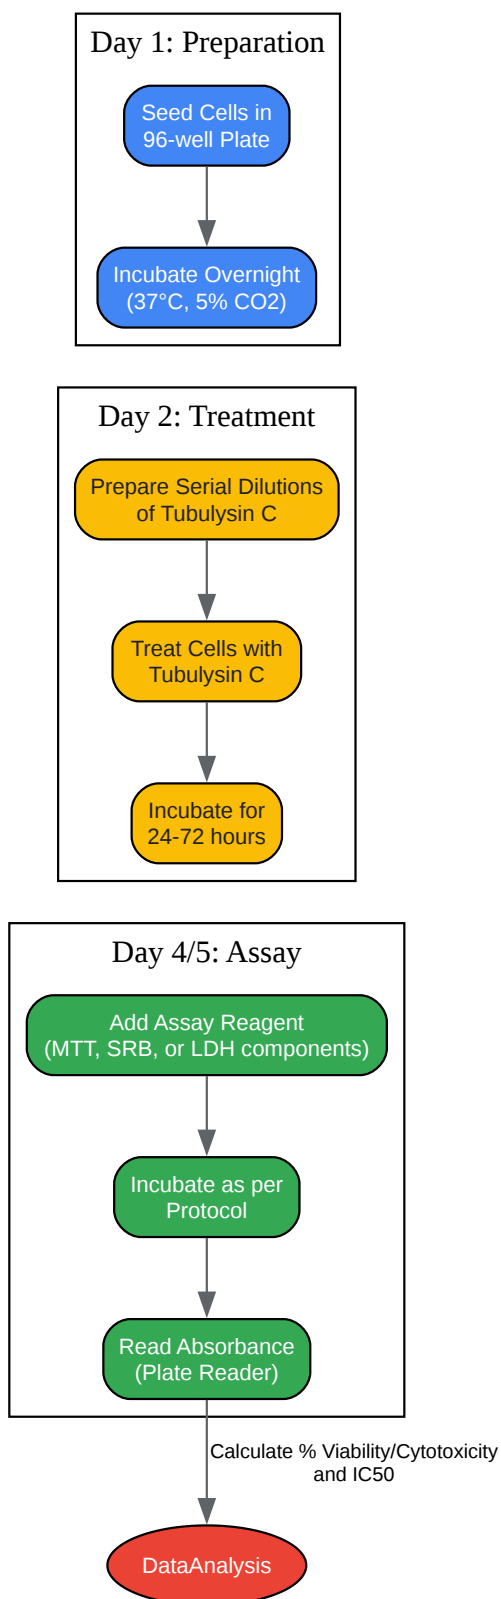 Day 1: Preparation
Seed Cells in
96-well Plate
Incubate Overnight
(37°C, 5% CO2)
Day 2: Treatment
Prepare Serial Dilutions
of Tubulysin C
Treat Cells with
Tubulysin C
Incubate for
24-72 hours
Day 4/5: Assay
Add Assay Reagent
(MTT, SRB, or LDH components)
Incubate as per
Protocol
Read Absorbance
(Plate Reader)
Calculate % Viability/Cytotoxicity
and IC50
DataAnalysis